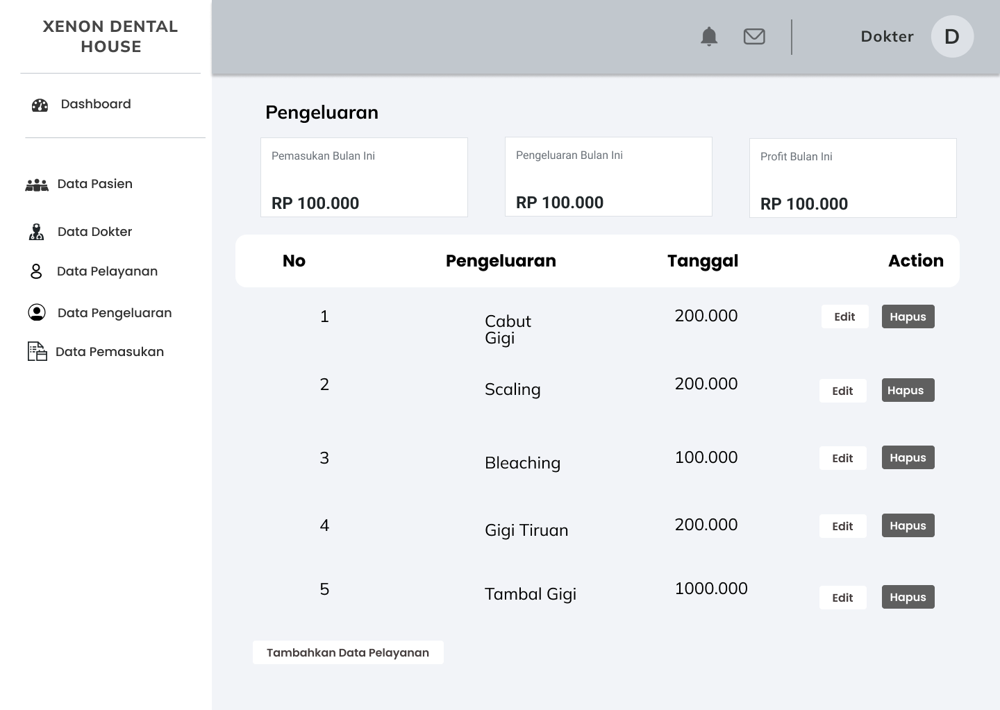 XENON DENTAL
HOUSE
Dokter
D
Dashboard
Data Pasien
Data Dokter
Data Pelayanan
Data Pengeluaran
Data Pemasukan
Pengeluaran
Pemasukan Bulan Ini
RP 100.000
Pengeluaran Bulan Ini
RP 100.000
Profit Bulan Ini
RP 100.000
No Pengeluaran Tanggal Action
1 Cabut 200.000 Edit Hapus
Gigi
2 Scaling 200.000 Edit Hapus
3 Bleaching 100.000 Edit Hapus
4 Gigi Tiruan 200.000 Edit Hapus
5 Tambal Gigi 1000.000 Edit Hapus
Tambahkan Data Pelayanan